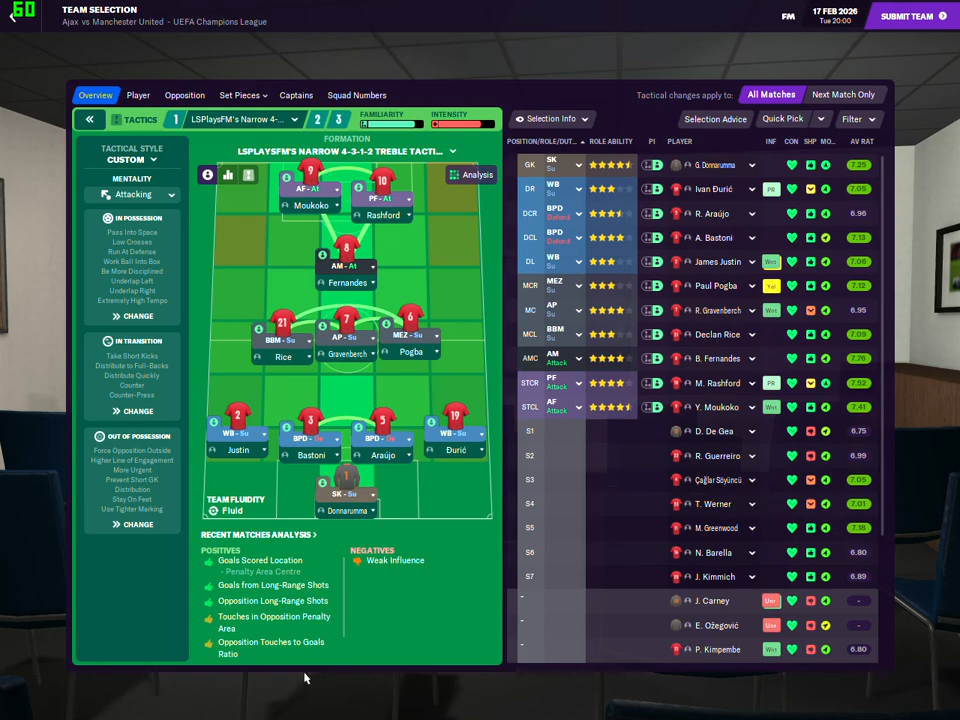 60
TEAM SELECTION
Ajax vs Manchester United - UEFA Champions League
FM
17 FEB 2026
Tue 20:00
SUBMIT TEAM
Overview
Player
Opposition
Set Pieces
Captains
Squad Numbers
Tactical changes apply to:
All Matches
Next Match Only
TACTICS
1
LSPlaysFM's Narrow 4-...
2
3
FAMILIARITY
INTENSITY
TACTICAL STYLE
CUSTOM
MENTALITY
Attacking
IN POSSESSION
Pass Into Space
Low Crosses
Run At Defense
Work Ball Into Box
Be More Disciplined
Underlap Left
Underlap Right
Extremely High Tempo
CHANGE
IN TRANSITION
Take Short Kicks
Distribute to Full-Backs
Distribute Quickly
Counter
Counter-Press
CHANGE
OUT OF POSSESSION
Force Opposition Outside
Higher Line of Engagement
More Urgent
Prevent Short GK
Distribution
Stay On Feet
Use Tighter Marking
CHANGE
FORMATION
LSPLAYSFM'S NARROW 4-3-1-2 TREBLE TACTI...
Analysis
9
AF - At
Moukoko
10
PF - At
Rashford
8
AM - At
Fernandes
21
BBM - Su
Rice
7
AP - Su
Gravenberch
6
MEZ - Su
Pogba
2
WB - Su
Justin
3
BPD - De
Bastoni
5
BPD - De
Araújo
19
WB - Su
Đurić
1
SK - Su
Donnarumma
TEAM FLUIDITY
Fluid
RECENT MATCHES ANALYSIS
POSITIVES
Goals Scored Location
- Penalty Area Centre
Goals from Long-Range Shots
Opposition Long-Range Shots
Touches in Opposition Penalty
Area
Opposition Touches to Goals
Ratio
NEGATIVES
Weak Influence
Selection Info
Selection Advice
Quick Pick
Filter
POSITION/ROLE/DUT... ROLE ABILITY PI PLAYER INF CON SHP MO... AV RAT
GK SK Su G. Donnarumma 7.25
DR WB Su Ivan Đurić PR 7.05
DCR BPD Defend R. Araújo 6.96
DCL BPD Defend A. Bastoni 7.13
DL WB Su James Justin Wnt 7.06
MCR MEZ Su Paul Pogba Yel 7.12
MC AP Su R. Gravenberch Wnt 6.95
MCL BBM Su Declan Rice 7.09
AMC AM Attack B. Fernandes 7.76
STCR PF Attack M. Rashford PR 7.52
STCL AF Attack Y. Moukoko Wnt 7.41
S1 D. De Gea 6.75
S2 R. Guerreiro 6.99
S3 Çağlar Söyüncü 7.05
S4 T. Werner 7.01
S5 M. Greenwood 7.18
S6 N. Barella 6.80
S7 J. Kimmich 6.89
- J. Carney Unr -
- E. Ožegović Unr -
- P. Kimpembe Wnt 6.80